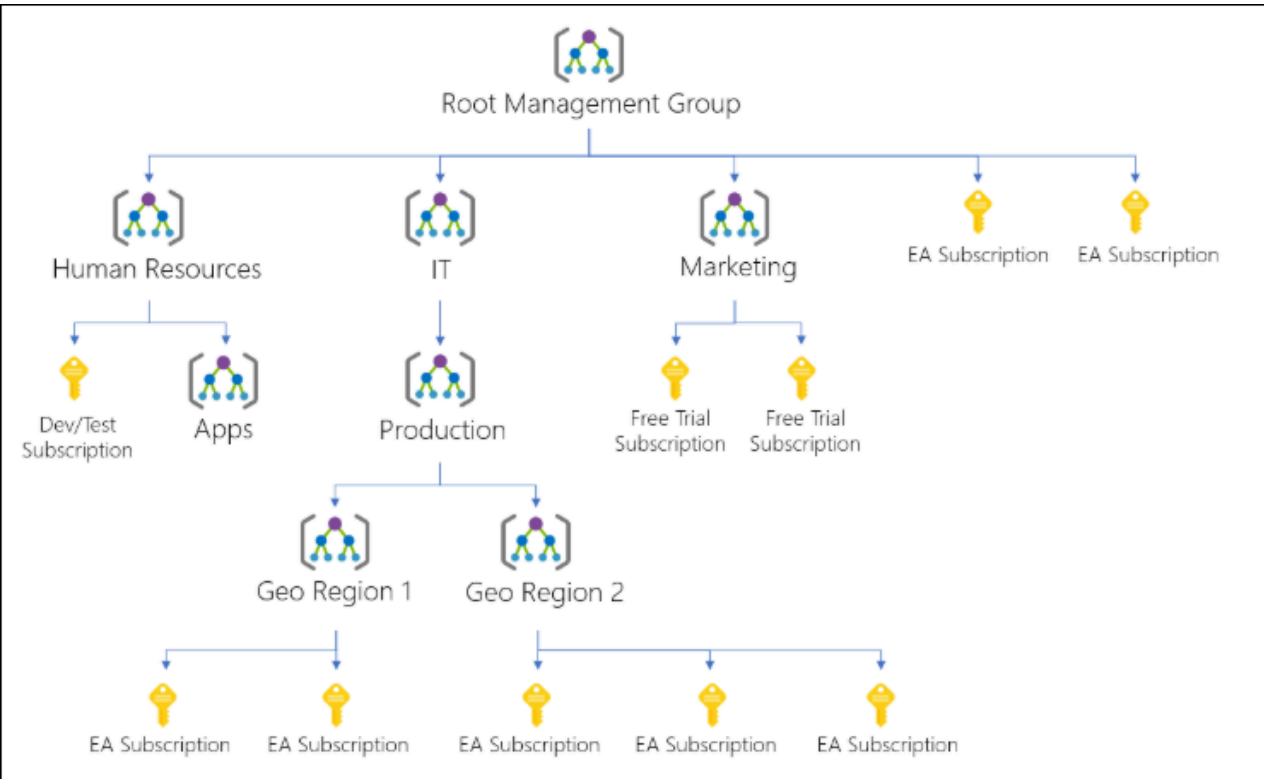 Root Management Group
Human Resources
IT
Marketing
EA Subscription
EA Subscription
Dev/Test
Subscription
Apps
Production
Free Trial
Subscription
Free Trial
Subscription
Geo Region 1
Geo Region 2
EA Subscription
EA Subscription
EA Subscription
EA Subscription
EA Subscription